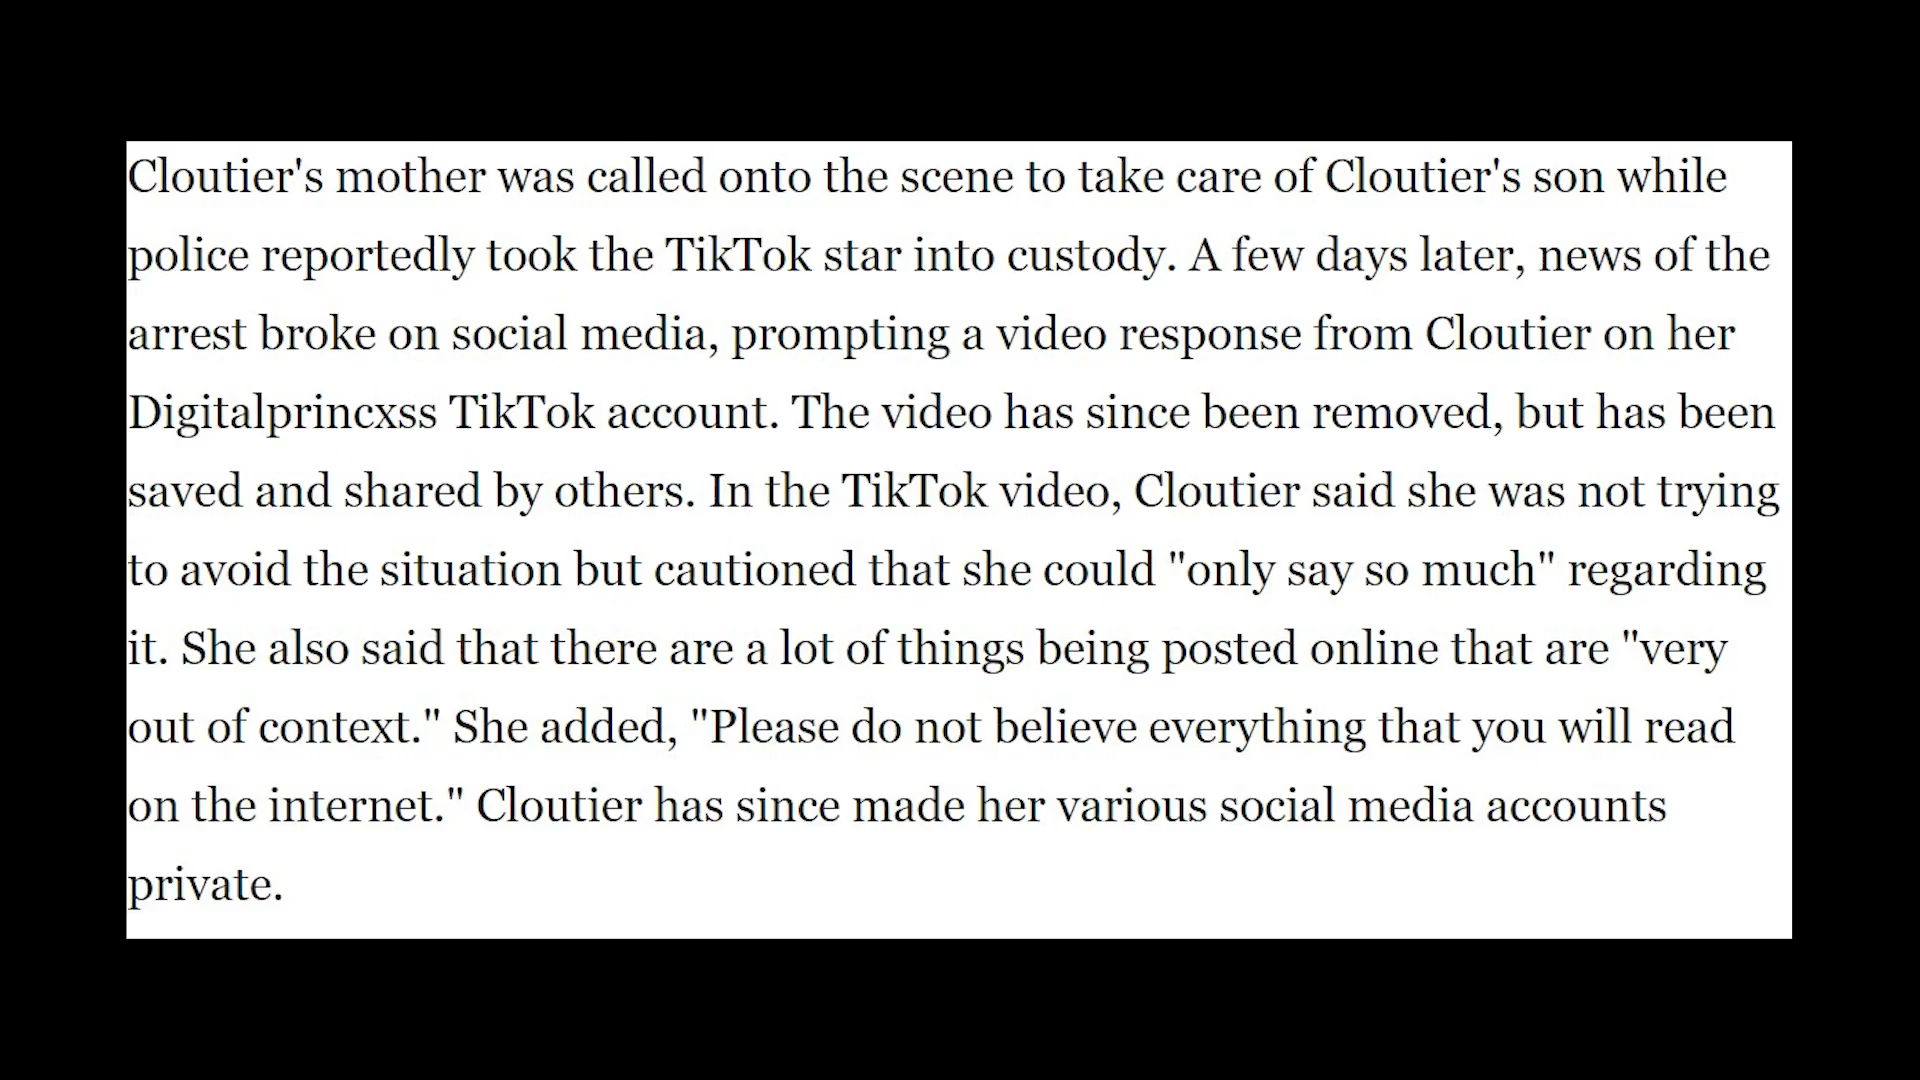 Cloutier's mother was called onto the scene to take care of Cloutier's son while
police reportedly took the TikTok star into custody. A few days later, news of the
arrest broke on social media, prompting a video response from Cloutier on her
Digitalprincxss TikTok account. The video has since been removed, but has been
saved and shared by others. In the TikTok video, Cloutier said she was not trying
to avoid the situation but cautioned that she could "only say so much" regarding
it. She also said that there are a lot of things being posted online that are "very
out of context." She added, "Please do not believe everything that you will read
on the internet." Cloutier has since made her various social media accounts
private.